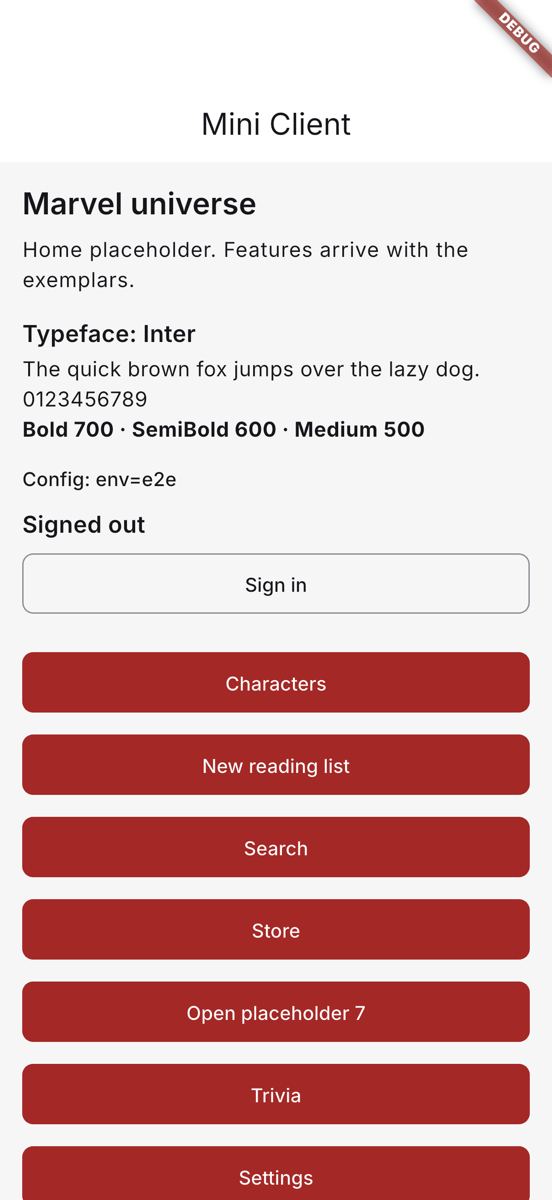 DEBUG
Mini Client
Marvel universe
Home placeholder. Features arrive with the
exemplars.
Typeface: Inter
The quick brown fox jumps over the lazy dog.
0123456789
Bold 700 · SemiBold 600 · Medium 500
Config: env=e2e
Signed out
Sign in
Characters
New reading list
Search
Store
Open placeholder 7
Trivia
Settings